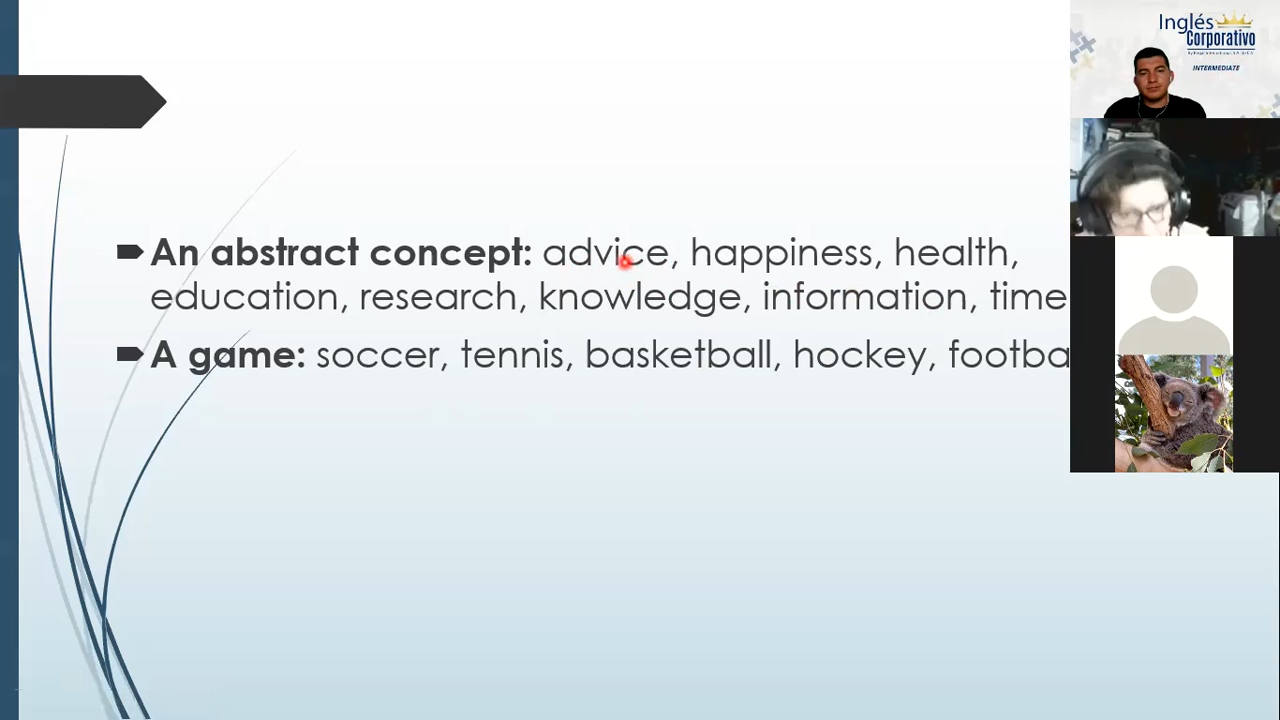 Inglés
Corporativo
INTERMEDIATE
An abstract concept: advice, happiness, health,
education, research, knowledge, information, time
A game: soccer, tennis, basketball, hockey, footba